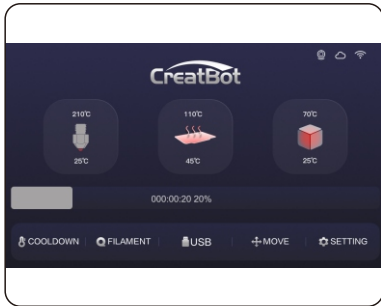 CreatBot
210℃ 110℃ 70℃
25℃ 45℃ 25℃
000:00:20 20%
COOLDOWN FILAMENT USB MOVE SETTING